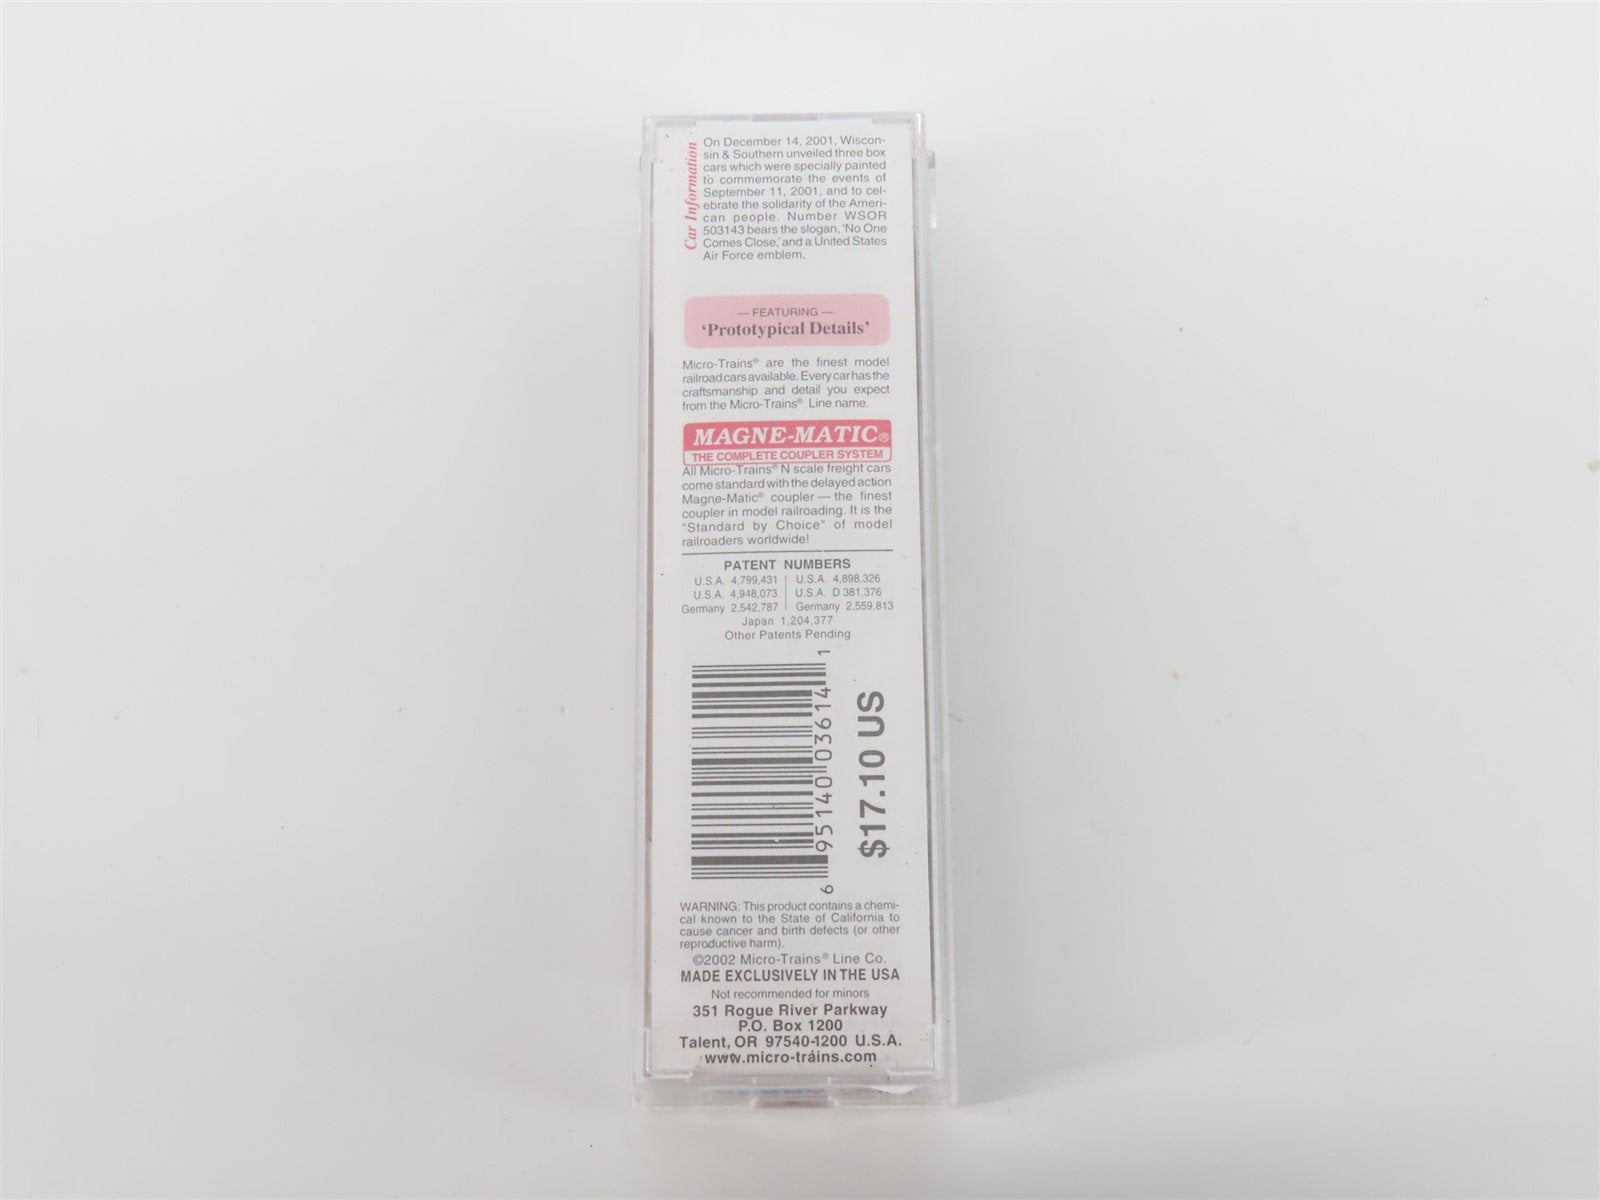 Car Information
On December 14, 2001, Wiscon-
sin & Southern unveiled three box
cars which were specially painted
to commemorate the events of
September 11, 2001, and to cel-
ebrate the solidarity of the Ameri-
can people. Number WSOR
503143 bears the slogan, 'No One
Comes Close,' and a United States
Air Force emblem.
— FEATURING —
'Prototypical Details'
Micro-Trains® are the finest model
railroad cars available. Every car has the
craftsmanship and detail you expect
from the Micro-Trains® Line name.
MAGNE-MATIC®
THE COMPLETE COUPLER SYSTEM
All Micro-Trains® N scale freight cars
come standard with the delayed action
Magne-Matic® coupler — the finest
coupler in model railroading. It is the
"Standard by Choice" of model
railroaders worldwide!
PATENT NUMBERS
U.S.A. 4,799,431 | U.S.A. 4,898,326
U.S.A. 4,948,073 | U.S.A. D 381,376
Germany 2,542,787 | Germany 2,559,813
Japan 1,204,377
Other Patents Pending
6 95140 03614 1
$17.10 US
WARNING: This product contains a chemi-
cal known to the State of California to
cause cancer and birth defects (or other
reproductive harm).
©2002 Micro-Trains® Line Co.
MADE EXCLUSIVELY IN THE USA
Not recommended for minors
351 Rogue River Parkway
P.O. Box 1200
Talent, OR 97540-1200 U.S.A.
www.micro-trains.com